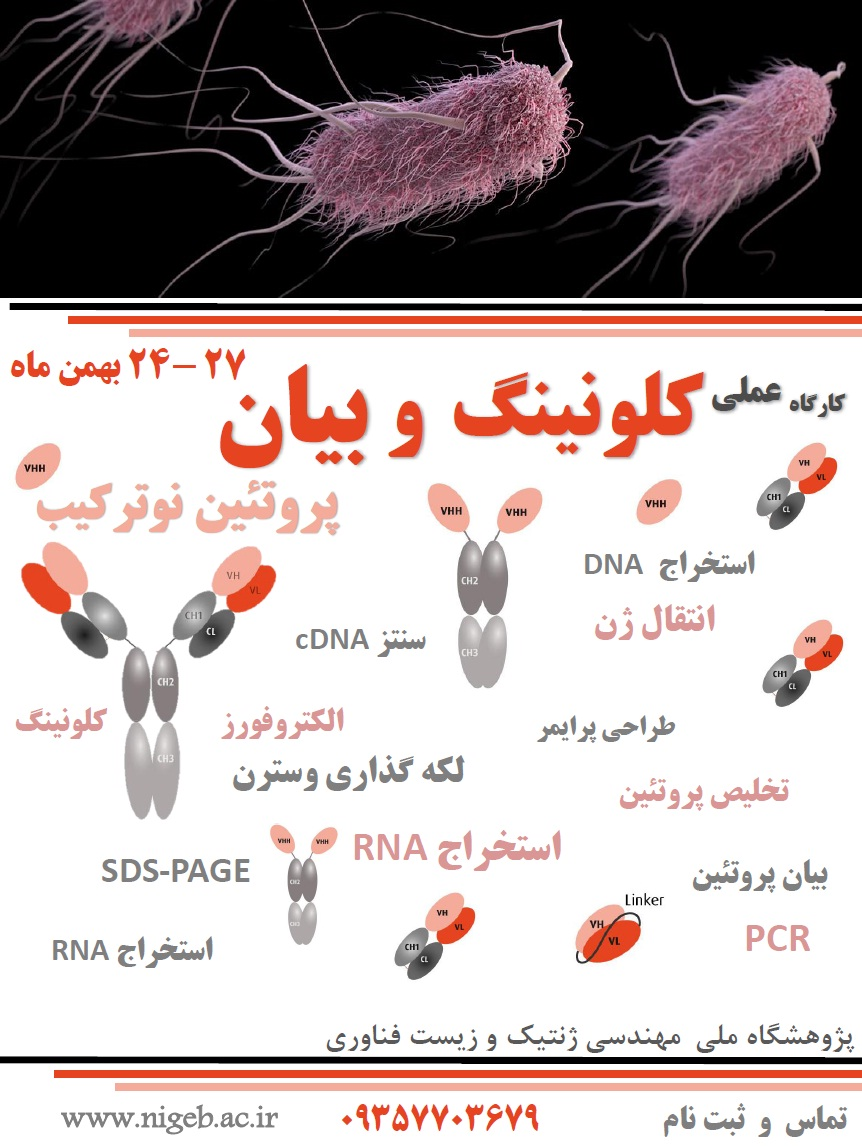 کارگاه عملی کلونینگ و بیان
۲۴ – ۲۷ بهمن ماه
پروتئین نوترکیب
VHH
VHH
VHH
VHH
VH
VL
CH1
CL
CH2
CH3
استخراج DNA
انتقال ژن
VH
VL
CH1
CL
CH2
CH3
سنتز cDNA
VH
VL
CH1
CL
طراحی پرایمر
الکتروفورز
کلونینگ
لکه گذاری وسترن
تخلیص پروتئین
استخراج RNA
VHH
VHH
CH2
CH3
SDS-PAGE
بیان پروتئین
Linker
VH
VL
VH
VL
CH1
CL
PCR
استخراج RNA
پژوهشگاه ملی مهندسی ژنتیک و زیست فناوری
تماس و ثبت نام ۰۹۳۵۷۷۰۳۶۷۹ www.nigeb.ac.ir